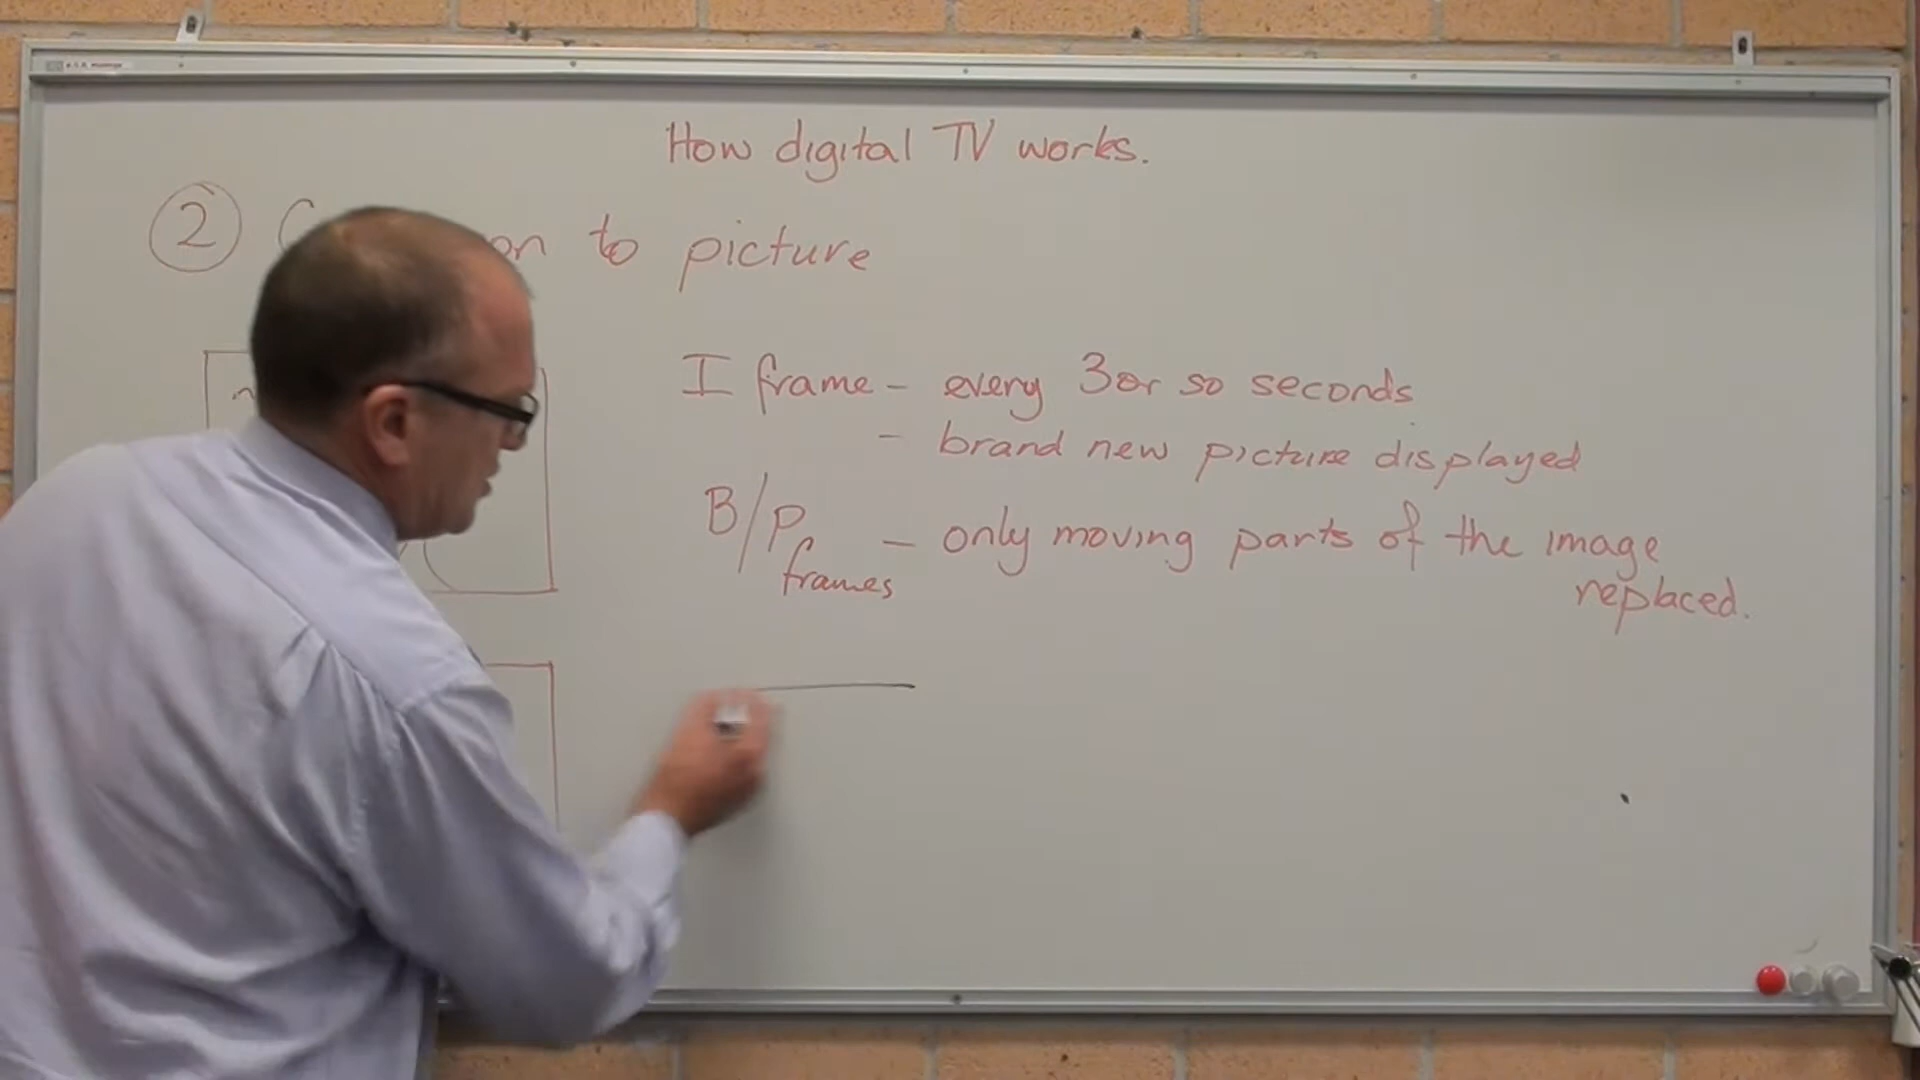 How digital TV works.
2 to picture
I frame - every 3 or so seconds
- brand new picture displayed
B/P frames - only moving parts of the image
replaced.